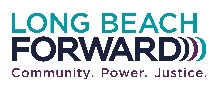 LONG BEACH
FORWARD
Community. Power. Justice.